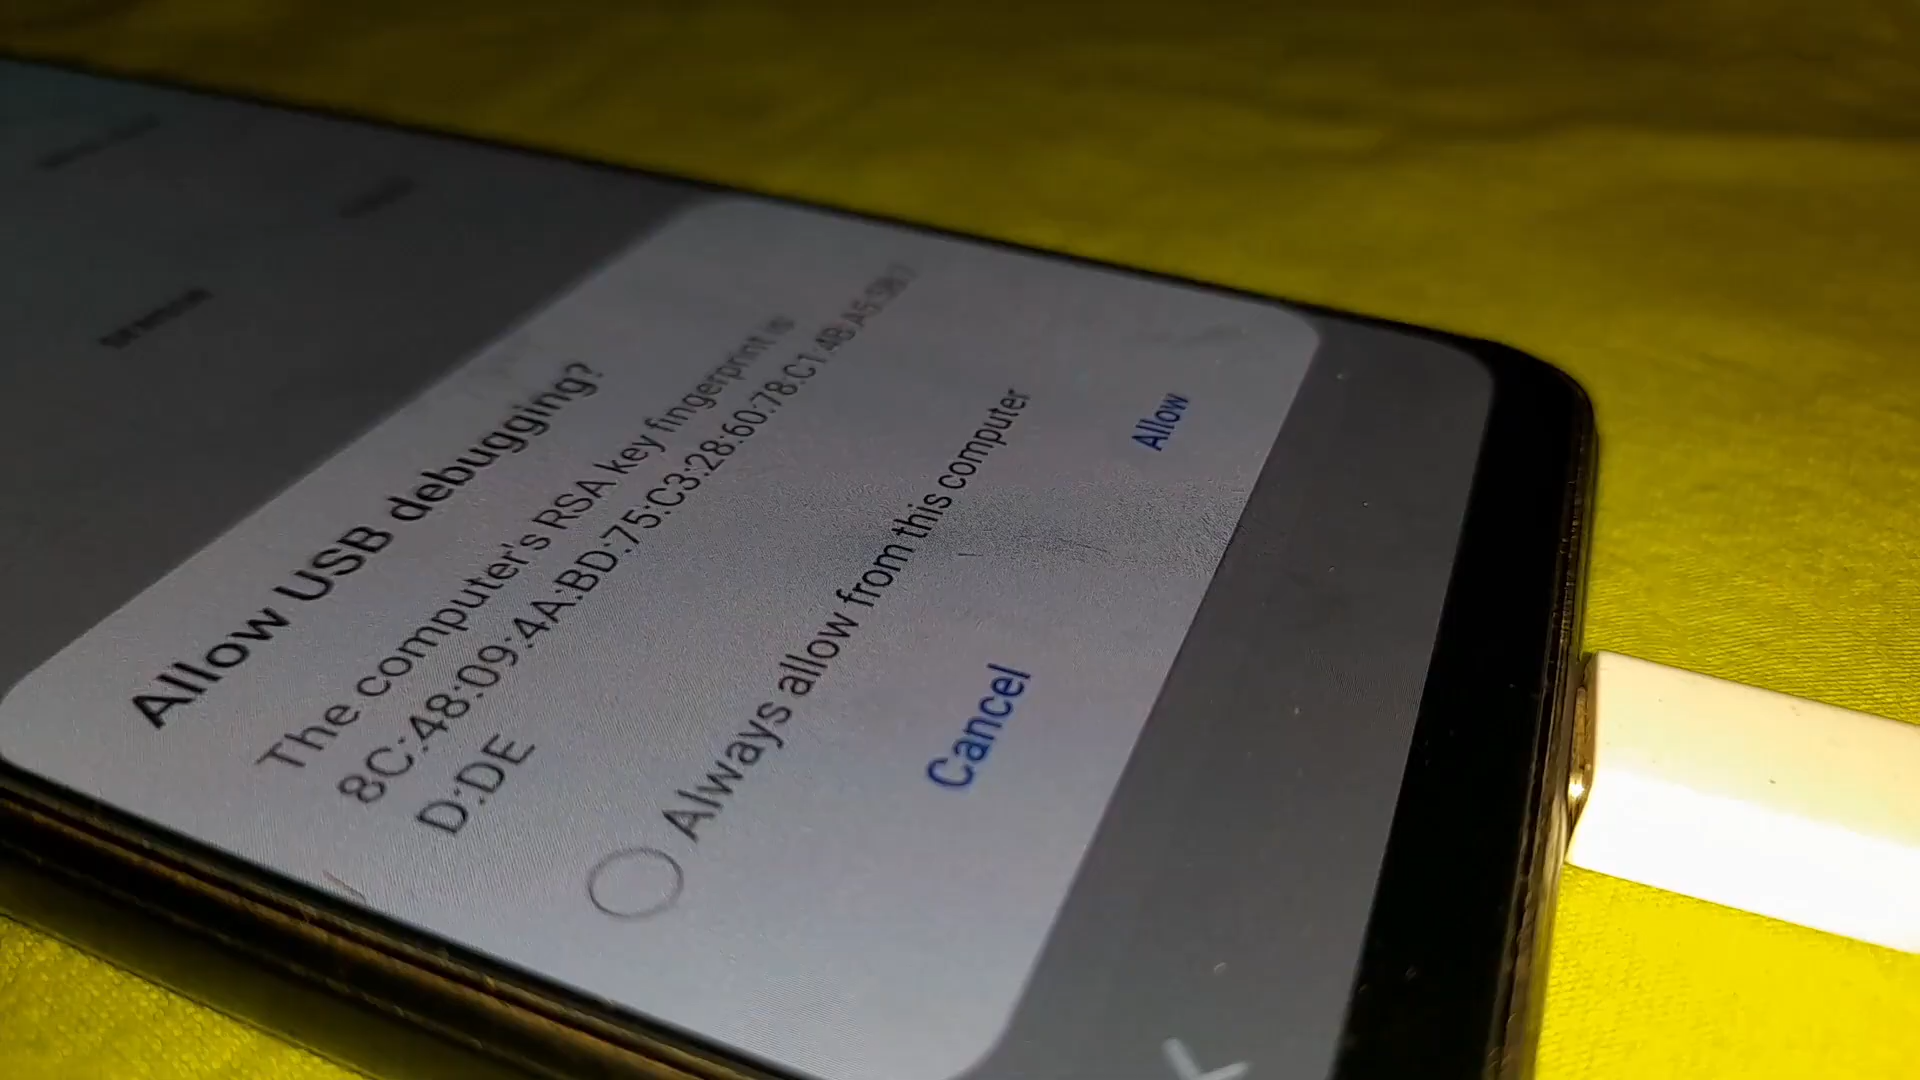 Allow USB debugging?
The computer's RSA key fingerprint is
8C:48:09:4A:BD:75:C3:28:60:78:C1:4B:A5:
D:DE
Always allow from this computer
Cancel
Allow